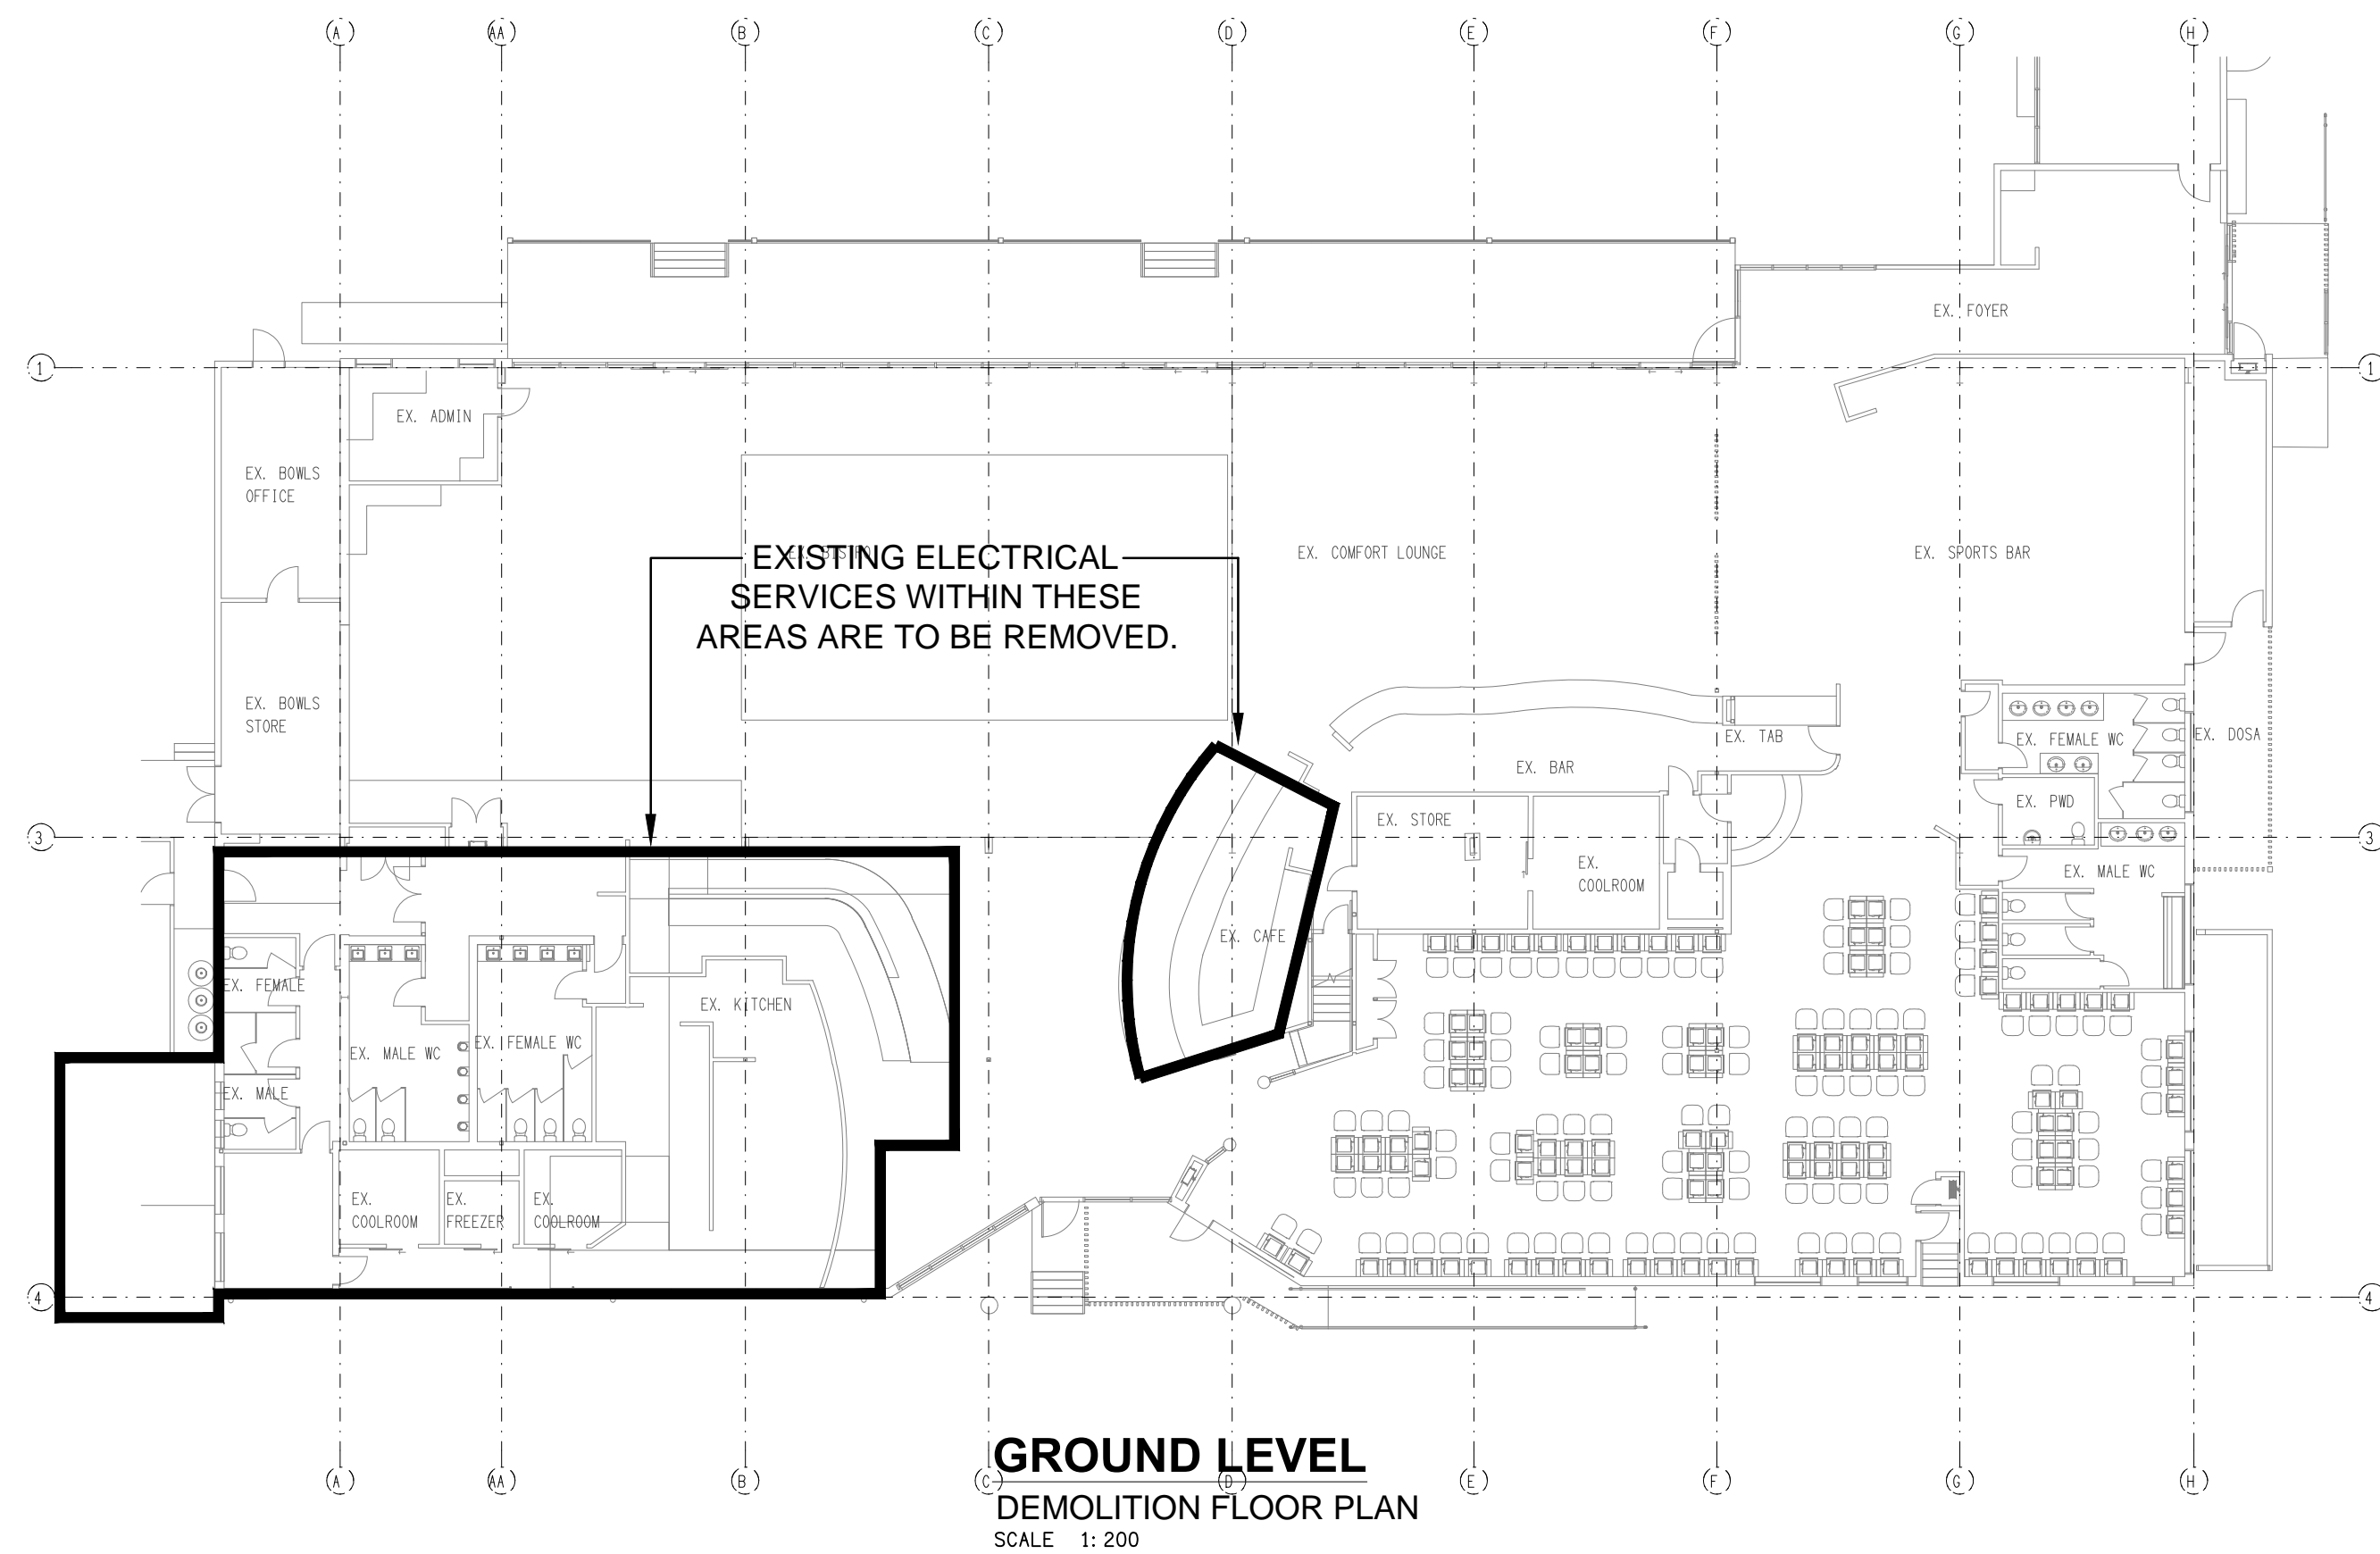 A AA B C D E F G H
EX. FOYER
1 1
EX. ADMIN
EX. BOWLS
OFFICE
EX. BISTRO
EX. COMFORT LOUNGE
EX. SPORTS BAR
EXISTING ELECTRICAL
SERVICES WITHIN THESE
AREAS ARE TO BE REMOVED.
EX. BOWLS
STORE
EX. TAB
EX. FEMALE WC
EX. DOSA
EX. BAR
EX. PWD
EX. STORE
3 3
EX.
COOLROOM
EX. MALE WC
EX. CAFE
EX. FEMALE
EX. KITCHEN
EX. MALE WC
EX. FEMALE WC
EX. MALE
EX.
COOLROOM
EX.
FREEZER
EX.
COOLROOM
4 4
A AA B C D E F G H
GROUND LEVEL
DEMOLITION FLOOR PLAN
SCALE 1:200